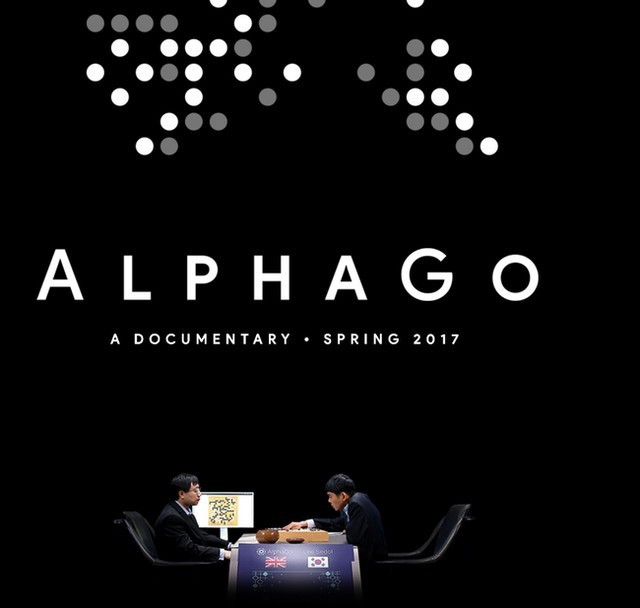 ALPHAGO
A DOCUMENTARY • SPRING 2017